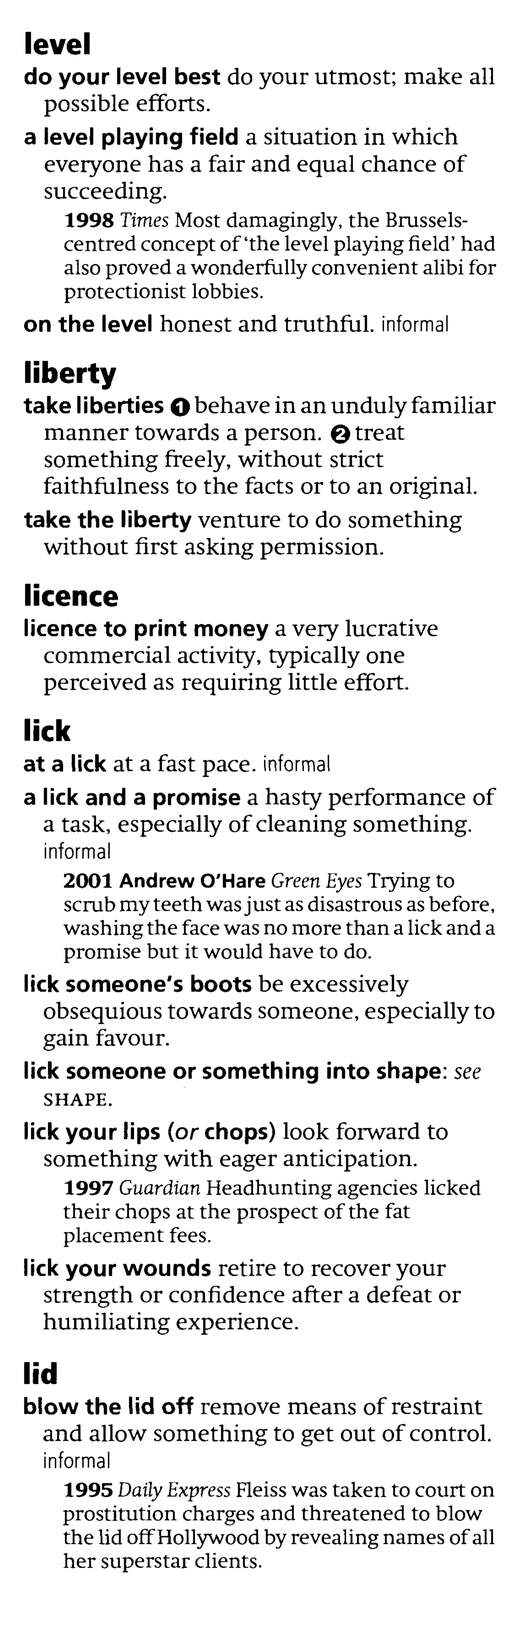 level
do your level best do your utmost; make all
possible efforts.
a level playing field a situation in which
everyone has a fair and equal chance of
succeeding.
1998 Times Most damagingly, the Brussels-
centred concept of ‘the level playing field’ had
also proved a wonderfully convenient alibi for
protectionist lobbies.
on the level honest and truthful. informal
liberty
take liberties ❶ behave in an unduly familiar
manner towards a person. ❷ treat
something freely, without strict
faithfulness to the facts or to an original.
take the liberty venture to do something
without first asking permission.
licence
licence to print money a very lucrative
commercial activity, typically one
perceived as requiring little effort.
lick
at a lick at a fast pace. informal
a lick and a promise a hasty performance of
a task, especially of cleaning something.
informal
2001 Andrew O'Hare Green Eyes Trying to
scrub my teeth was just as disastrous as before,
washing the face was no more than a lick and a
promise but it would have to do.
lick someone's boots be excessively
obsequious towards someone, especially to
gain favour.
lick someone or something into shape: see
SHAPE.
lick your lips (or chops) look forward to
something with eager anticipation.
1997 Guardian Headhunting agencies licked
their chops at the prospect of the fat
placement fees.
lick your wounds retire to recover your
strength or confidence after a defeat or
humiliating experience.
lid
blow the lid off remove means of restraint
and allow something to get out of control.
informal
1995 Daily Express Fleiss was taken to court on
prostitution charges and threatened to blow
the lid off Hollywood by revealing names of all
her superstar clients.